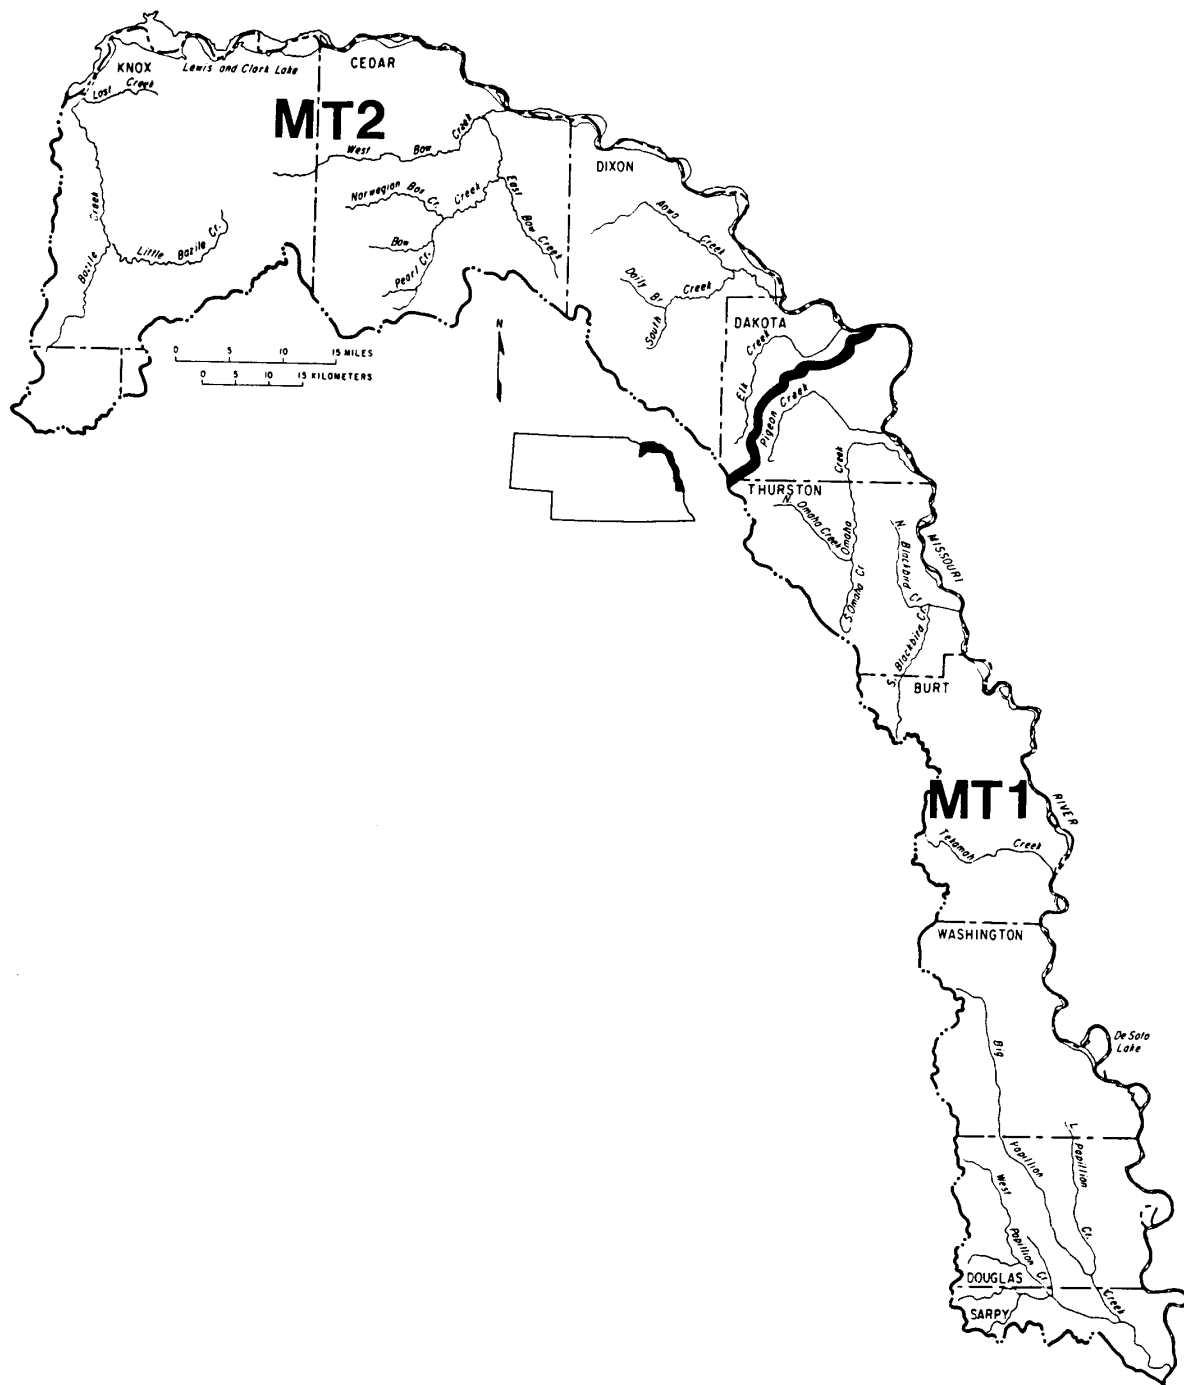 KNOX
Lewis and Clark Lake
CEDAR
Lost Creek
MT2
West Bow Creek
DIXON
Norwegian Bow Cr.
Creek
East Bow Creek
Aowa Creek
Bazile Creek
Little Bazile Cr.
Bow
Pearl Cr.
Daily Br.
South Creek
DAKOTA
N
0 5 10 15 MILES
0 5 10 15 KILOMETERS
Elk Creek
Pigeon Creek
THURSTON
N. Omaha Creek
Omaha Creek
S. Omaha Cr
N. Blackbird Cr.
MISSOURI
S. Blackbird Cr.
BURT
MT1
RIVER
Tekamah Creek
WASHINGTON
De Soto
Lake
Big Papillion Creek
L. Papillion Cr.
West Papillion Cr.
DOUGLAS
SARPY